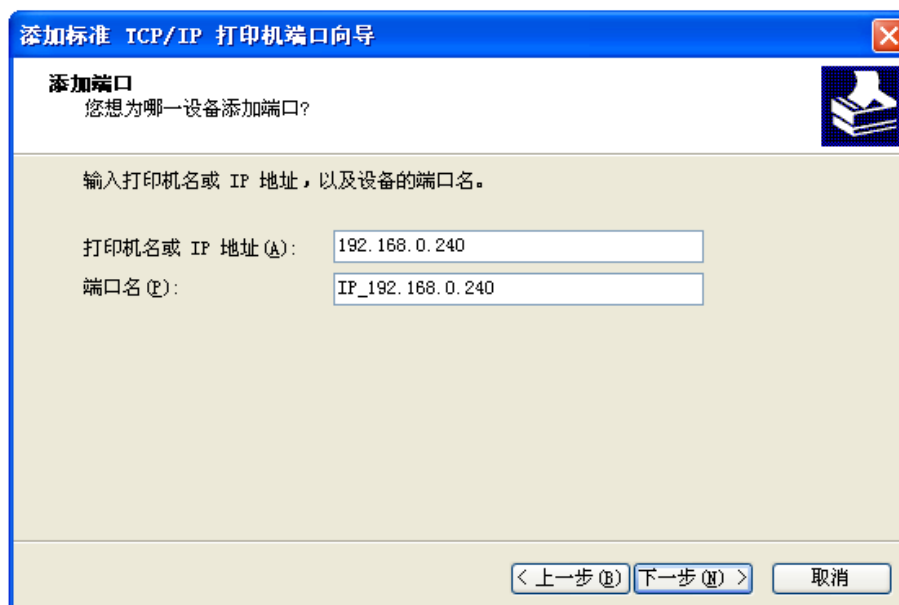 添加标准 TCP/IP 打印机端口向导
添加端口
您想为哪一设备添加端口?
输入打印机名或 IP 地址，以及设备的端口名。
打印机名或 IP 地址(A): 192.168.0.240
端口名(P): IP_192.168.0.240
< 上一步(B) 下一步(N) > 取消